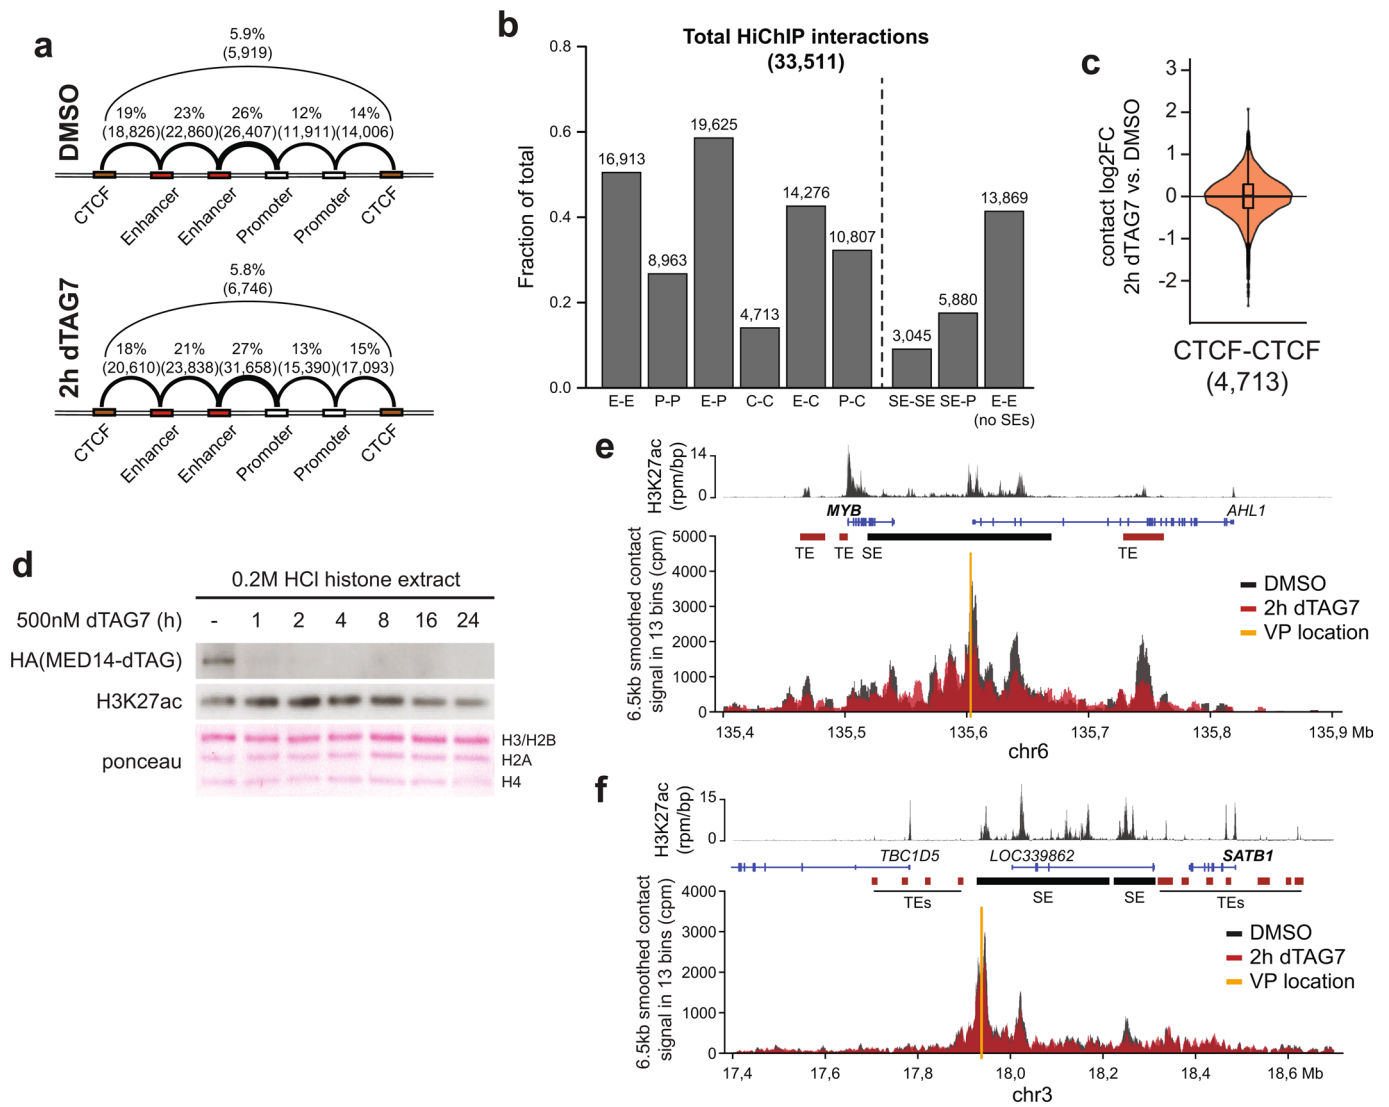 a
DMSO
5.9%
(5,919)
19% 23% 26% 12% 14%
(18,826)(22,860)(26,407)(11,911)(14,006)
CTCF Enhancer Enhancer Promoter Promoter CTCF
2h dTAG7
5.8%
(6,746)
18% 21% 27% 13% 15%
(20,610)(23,838)(31,658)(15,390)(17,093)
CTCF Enhancer Enhancer Promoter Promoter CTCF
b
Total HiChIP interactions
(33,511)
Fraction of total
0.8
0.6
0.4
0.2
0.0
16,913 8,963 19,625 4,713 14,276 10,807 3,045 5,880 13,869
E-E P-P E-P C-C E-C P-C SE-SE SE-P E-E
(no SEs)
c
contact log2FC
2h dTAG7 vs. DMSO
3
2
1
0
-1
-2
CTCF-CTCF
(4,713)
d
0.2M HCl histone extract
500nM dTAG7 (h) - 1 2 4 8 16 24
HA(MED14-dTAG)
H3K27ac
ponceau
H3/H2B
H2A
H4
e
H3K27ac
(rpm/bp)
14
0
MYB AHL1
TE TE SE TE
6.5kb smoothed contact
signal in 13 bins (cpm)
5000
4000
3000
2000
1000
0
DMSO
2h dTAG7
VP location
135,4 135,5 135,6 135,7 135,8 135,9 Mb
chr6
f
H3K27ac
(rpm/bp)
15
0
TBC1D5 LOC339862 SATB1
TEs SE SE TEs
6.5kb smoothed contact
signal in 13 bins (cpm)
4000
3000
2000
1000
0
DMSO
2h dTAG7
VP location
17,4 17,6 17,8 18,0 18,2 18,4 18,6 Mb
chr3